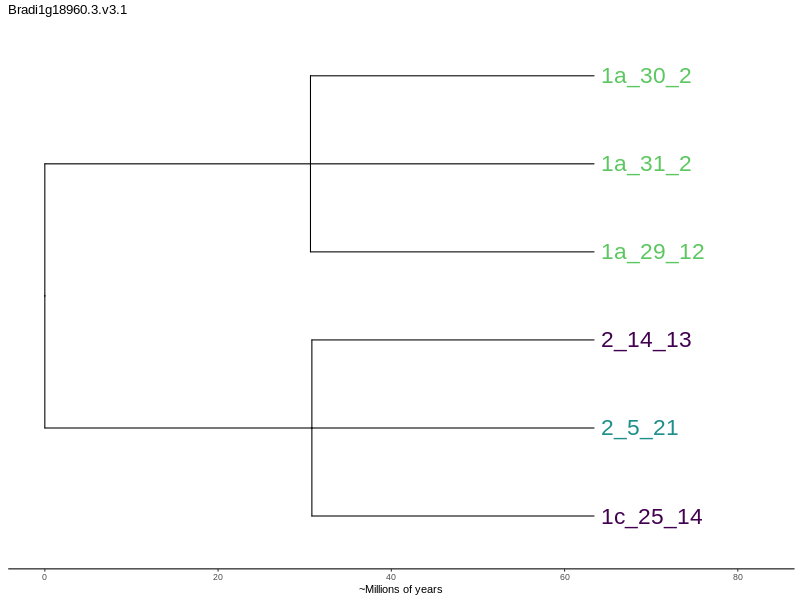 Bradi1g18960.3.v3.1
1a_30_2
1a_31_2
1a_29_12
2_14_13
2_5_21
1c_25_14
0 20 40 60 80
~Millions of years